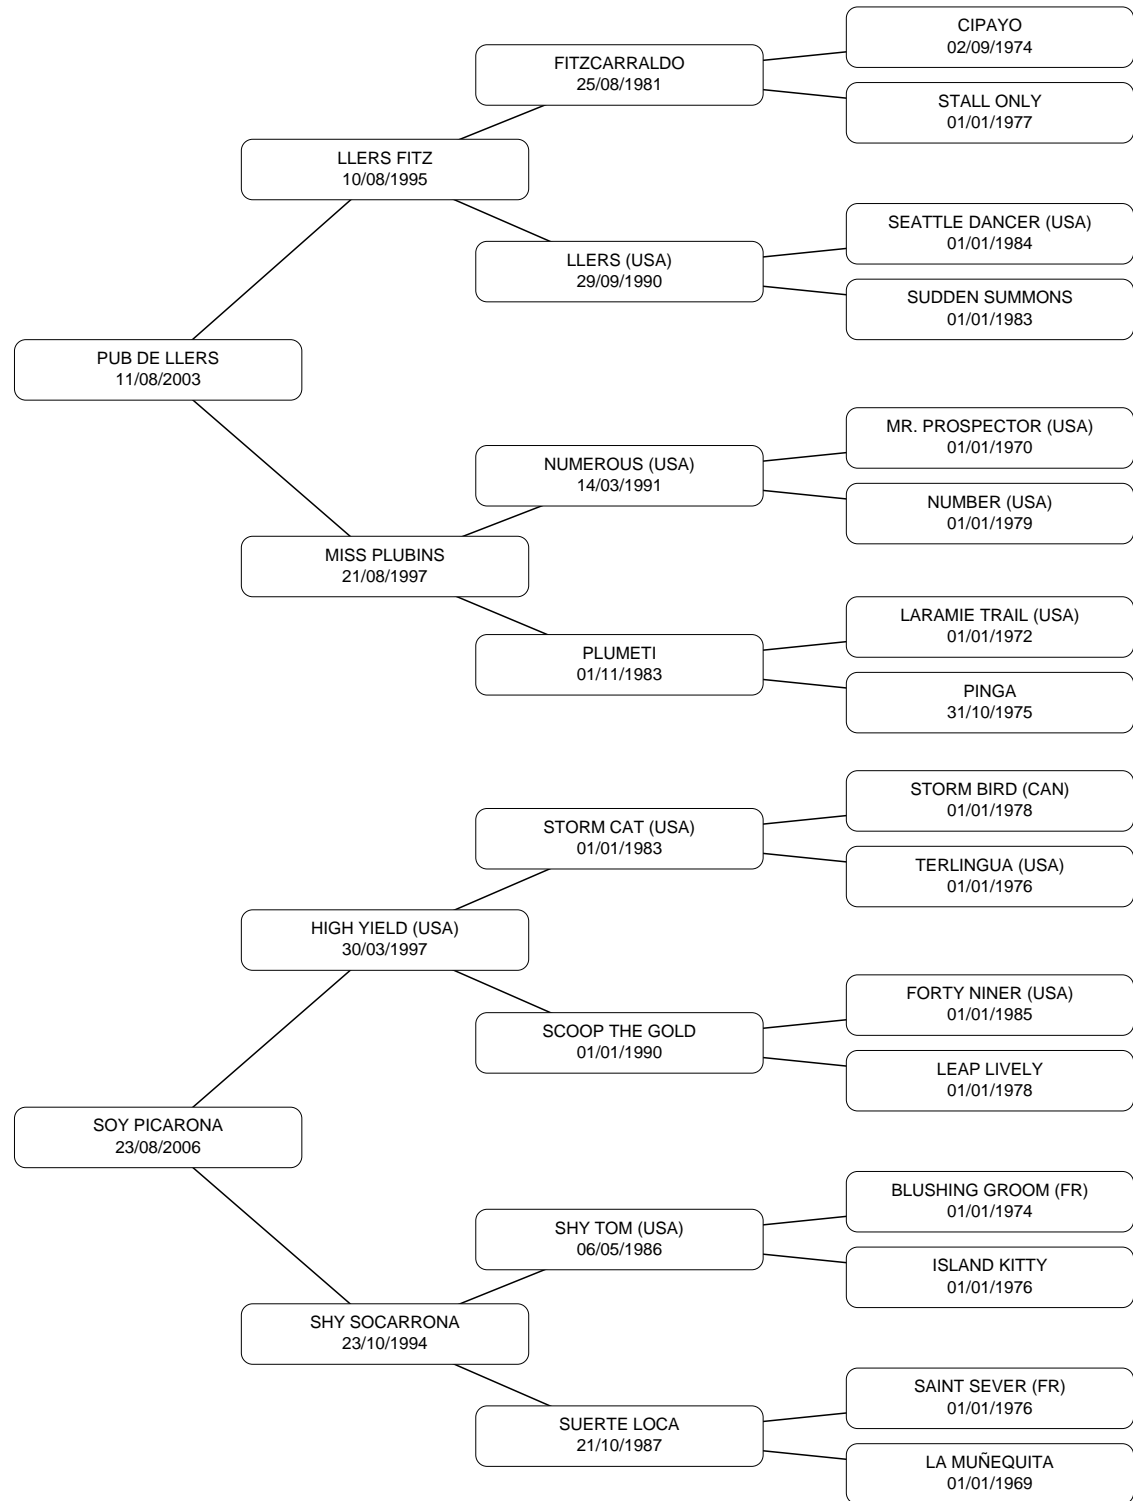 CIPAYO
02/09/1974
FITZCARRALDO
25/08/1981
STALL ONLY
01/01/1977
LLERS FITZ
10/08/1995
SEATTLE DANCER (USA)
01/01/1984
LLERS (USA)
29/09/1990
SUDDEN SUMMONS
01/01/1983
PUB DE LLERS
11/08/2003
MR. PROSPECTOR (USA)
01/01/1970
NUMEROUS (USA)
14/03/1991
NUMBER (USA)
01/01/1979
MISS PLUBINS
21/08/1997
LARAMIE TRAIL (USA)
01/01/1972
PLUMETI
01/11/1983
PINGA
31/10/1975
STORM BIRD (CAN)
01/01/1978
STORM CAT (USA)
01/01/1983
TERLINGUA (USA)
01/01/1976
HIGH YIELD (USA)
30/03/1997
FORTY NINER (USA)
01/01/1985
SCOOP THE GOLD
01/01/1990
LEAP LIVELY
01/01/1978
SOY PICARONA
23/08/2006
BLUSHING GROOM (FR)
01/01/1974
SHY TOM (USA)
06/05/1986
ISLAND KITTY
01/01/1976
SHY SOCARRONA
23/10/1994
SAINT SEVER (FR)
01/01/1976
SUERTE LOCA
21/10/1987
LA MUÑEQUITA
01/01/1969